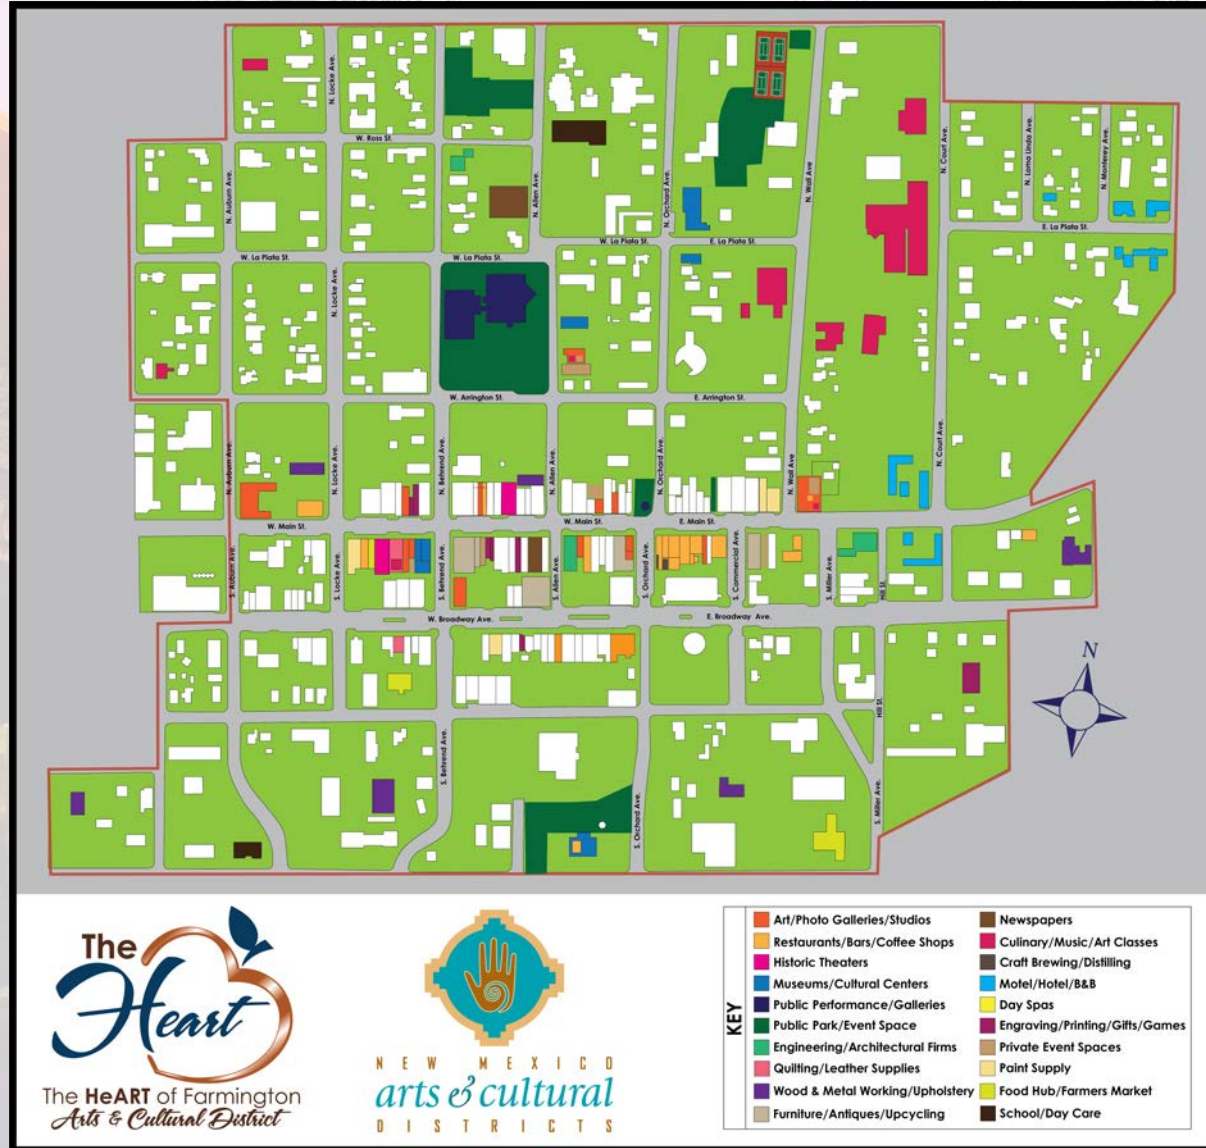 N. Locke Ave.
W. Ross St.
N. Auburn Ave.
N. Allen Ave.
N. Orchard Ave.
N. Wall Ave
N. Court Ave.
N. Loma Linda Ave.
N. Monterey Ave.
W. La Plata St.
W. La Plata St.
W. La Plata St.
E. La Plata St.
E. La Plata St.
N. Locke Ave.
W. Arrington St.
E. Arrington St.
N. Auburn Ave.
N. Locke Ave.
N. Behrend Ave.
N. Allen Ave.
N. Orchard Ave.
N. Wall Ave
N. Court Ave.
W. Main St.
W. Main St.
E. Main St.
S. Auburn Ave.
S. Locke Ave.
S. Behrend Ave.
S. Allen Ave.
S. Orchard Ave.
S. Commercial Ave.
S. Miller Ave.
Hill St.
W. Broadway Ave.
E. Broadway Ave.
N
Hill St.
S. Behrend Ave.
S. Orchard Ave.
S. Miller Ave.
The
Heart
The HeART of Farmington
Arts & Cultural District
NEW MEXICO
arts & cultural
DISTRICTS
KEY
Art/Photo Galleries/Studios
Restaurants/Bars/Coffee Shops
Historic Theaters
Museums/Cultural Centers
Public Performance/Galleries
Public Park/Event Space
Engineering/Architectural Firms
Quilting/Leather Supplies
Wood & Metal Working/Upholstery
Furniture/Antiques/Upcycling
Newspapers
Culinary/Music/Art Classes
Craft Brewing/Distilling
Motel/Hotel/B&B
Day Spas
Engraving/Printing/Gifts/Games
Private Event Spaces
Paint Supply
Food Hub/Farmers Market
School/Day Care